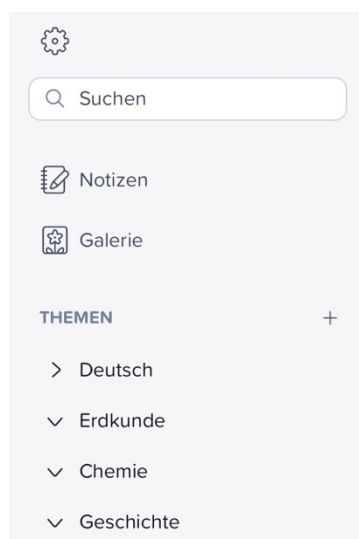 Suchen
Notizen
Galerie
THEMEN
Deutsch
Erdkunde
Chemie
Geschichte